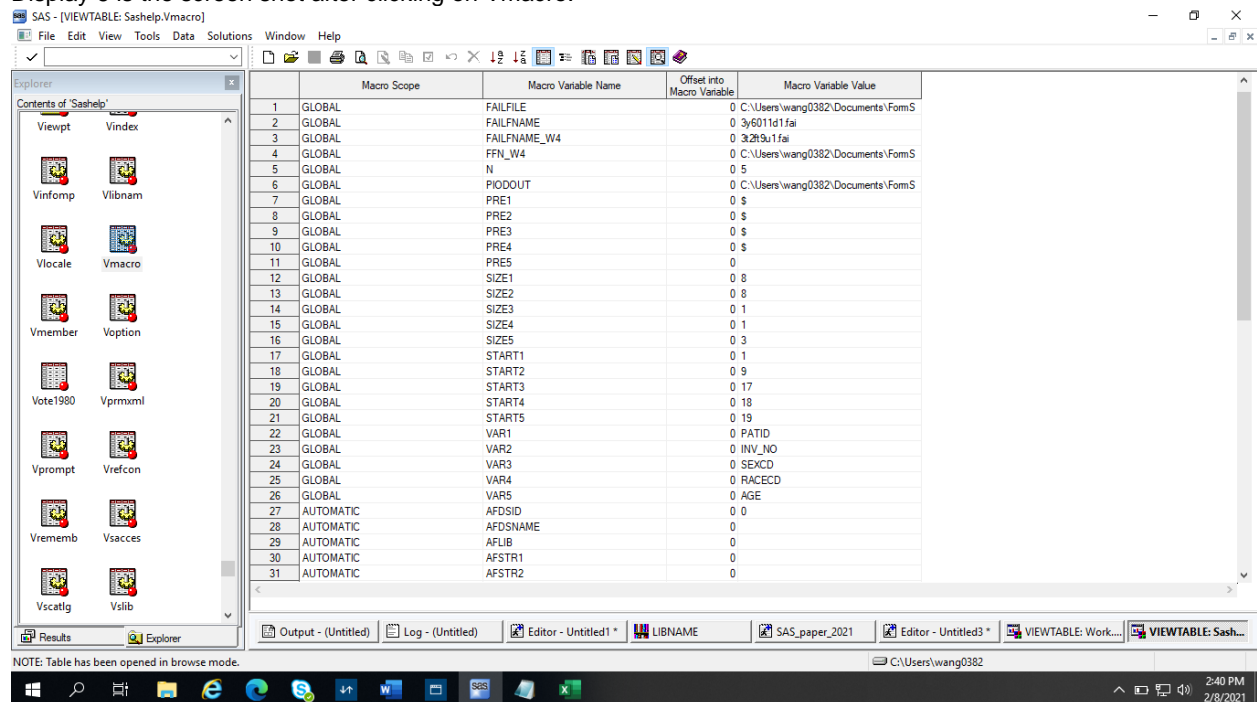 Display 3 is the screen shot after clicking on Vmacro:
SAS - [VIEWTABLE: Sashelp.Vmacro]
File Edit View Tools Data Solutions Window Help
Explorer
Contents of 'Sashelp'
Viewpt Vindex
Vinfomp Vlibnam
Vlocale Vmacro
Vmember Voption
Vote1980 Vprmxml
Vprompt Vrefcon
Vrememb Vsacces
Vscatlg Vslib
Results Explorer
Macro Scope Macro Variable Name Offset into Macro Variable Macro Variable Value
1 GLOBAL FAILFILE 0 C:\Users\wang0382\Documents\FormS
2 GLOBAL FAILFNAME 0 3y6011d1.fai
3 GLOBAL FAILFNAME_W4 0 3t2ft9u1.fai
4 GLOBAL FFN_W4 0 C:\Users\wang0382\Documents\FormS
5 GLOBAL N 0 5
6 GLOBAL PIODOUT 0 C:\Users\wang0382\Documents\FormS
7 GLOBAL PRE1 0 $
8 GLOBAL PRE2 0 $
9 GLOBAL PRE3 0 $
10 GLOBAL PRE4 0 $
11 GLOBAL PRE5 0
12 GLOBAL SIZE1 0 8
13 GLOBAL SIZE2 0 8
14 GLOBAL SIZE3 0 1
15 GLOBAL SIZE4 0 1
16 GLOBAL SIZE5 0 3
17 GLOBAL START1 0 1
18 GLOBAL START2 0 9
19 GLOBAL START3 0 17
20 GLOBAL START4 0 18
21 GLOBAL START5 0 19
22 GLOBAL VAR1 0 PATID
23 GLOBAL VAR2 0 INV_NO
24 GLOBAL VAR3 0 SEXCD
25 GLOBAL VAR4 0 RACECD
26 GLOBAL VAR5 0 AGE
27 AUTOMATIC AFDSID 0 0
28 AUTOMATIC AFDSNAME 0
29 AUTOMATIC AFLIB 0
30 AUTOMATIC AFSTR1 0
31 AUTOMATIC AFSTR2 0
Output - (Untitled) Log - (Untitled) Editor - Untitled1 * LIBNAME SAS_paper_2021 Editor - Untitled3 * VIEWTABLE: Work.... VIEWTABLE: Sash...
NOTE: Table has been opened in browse mode. C:\Users\wang0382
2:40 PM
2/8/2021